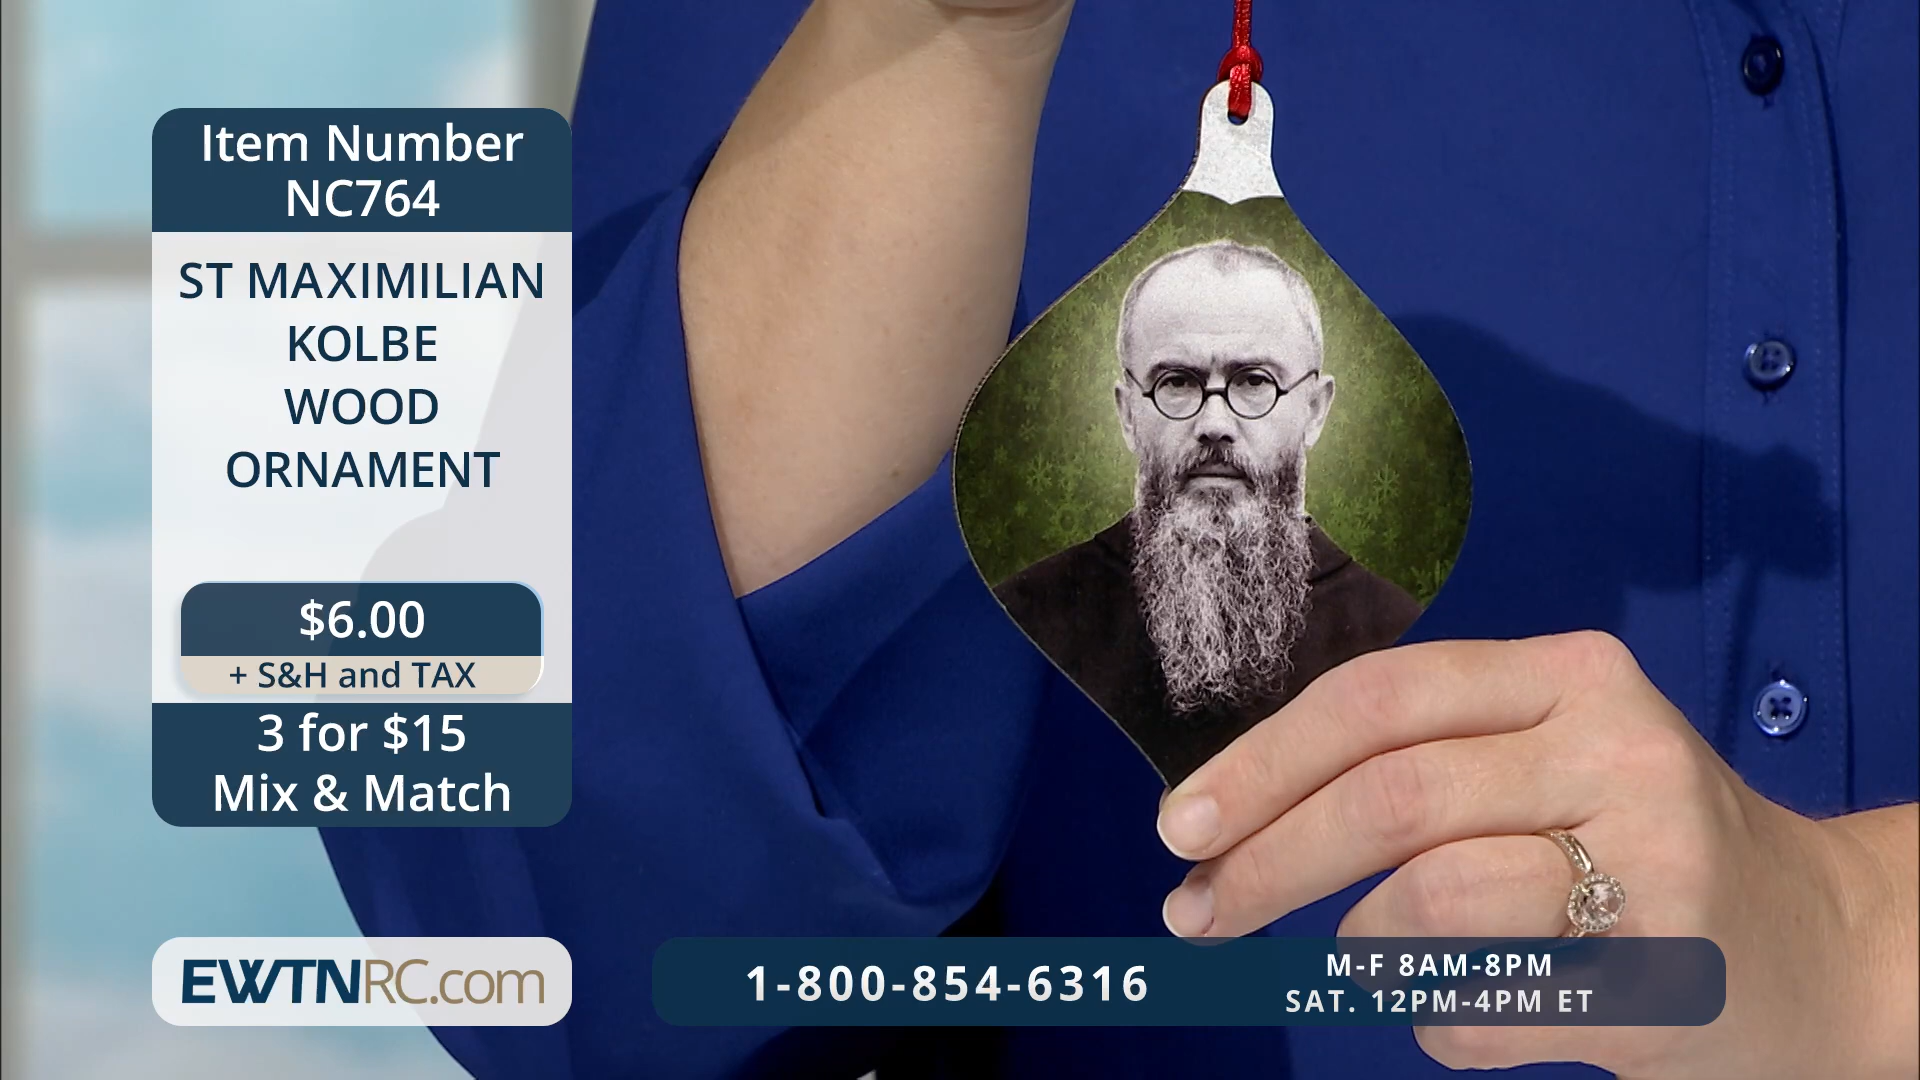 Item Number
NC764
ST MAXIMILIAN
KOLBE
WOOD
ORNAMENT
$6.00
+ S&H and TAX
3 for $15
Mix & Match
EWTNRC.com
1-800-854-6316
M-F 8AM-8PM
SAT. 12PM-4PM ET